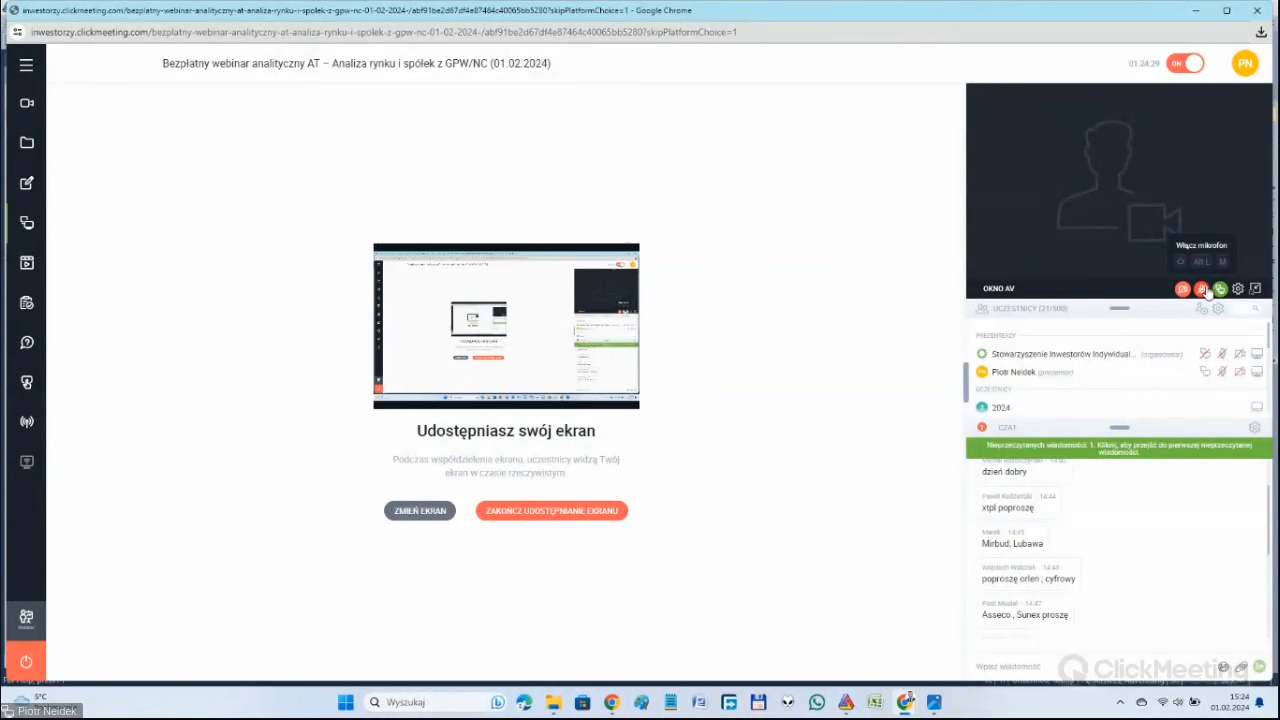 inwestorzy.clickmeeting.com/bezplatny-webinar-analityczny-at-analiza-rynku-i-spolek-z-gpw-nc-01-02-2024-/abf91be2d67df4e87464c40065bb5280?skipPlatformChoice=1 - Google Chrome
inwestorzy.clickmeeting.com/bezplatny-webinar-analityczny-at-analiza-rynku-i-spolek-z-gpw-nc-01-02-2024-/abf91be2d67df4e87464c40065bb5280?skipPlatformChoice=1
Bezpłatny webinar analityczny AT – Analiza rynku i spółek z GPW/NC (01.02.2024)
01:24:29
ON
PN
Włącz mikrofon
Alt L M
OKNO AV
UCZESTNICY (21/500)
PREZENTERZY
Stowarzyszenie Inwestorów Indywidual... (organizator)
Piotr Neidek (prezenter)
UCZESTNICY
2024
1 CZAT
Nieprzeczytanych wiadomości: 1. Kliknij, aby przejść do pierwszej nieprzeczytanej
wiadomości.
dzień dobry
Paweł Kedzierski 14:44
xtpl poproszę
Marek 14:45
Mirbud; Lubawa
14:46
poproszę orlen ; cyfrowy
14:47
Asseco , Sunex proszę
Wpisz wiadomość
ClickMeeting
Udostępniasz swój ekran
Podczas współdzielenia ekranu, uczestnicy widzą Twój
ekran w czasie rzeczywistym.
ZMIEŃ EKRAN
ZAKOŃCZ UDOSTĘPNIANIE EKRANU
5°C
Piotr Neidek
Wyszukaj
15:24
01.02.2024